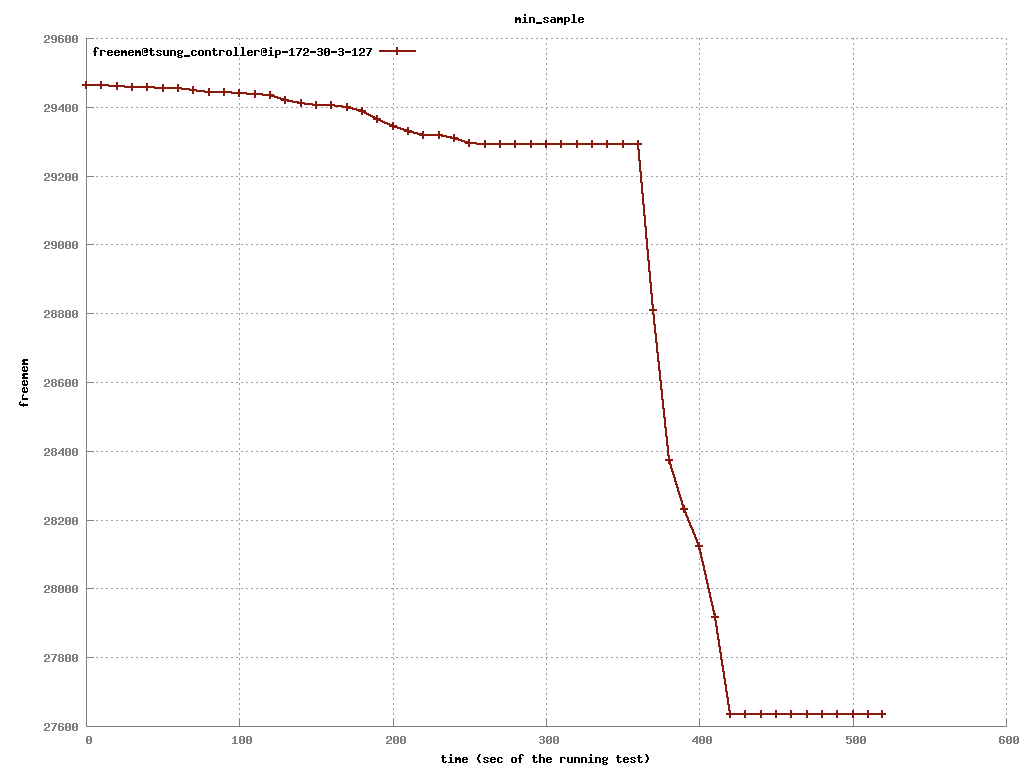 min_sample
29600
freemem@tsung_controller@ip-172-30-3-127
29400
29200
29000
28800
28600
freemem
28400
28200
28000
27800
27600
0 100 200 300 400 500 600
time (sec of the running test)